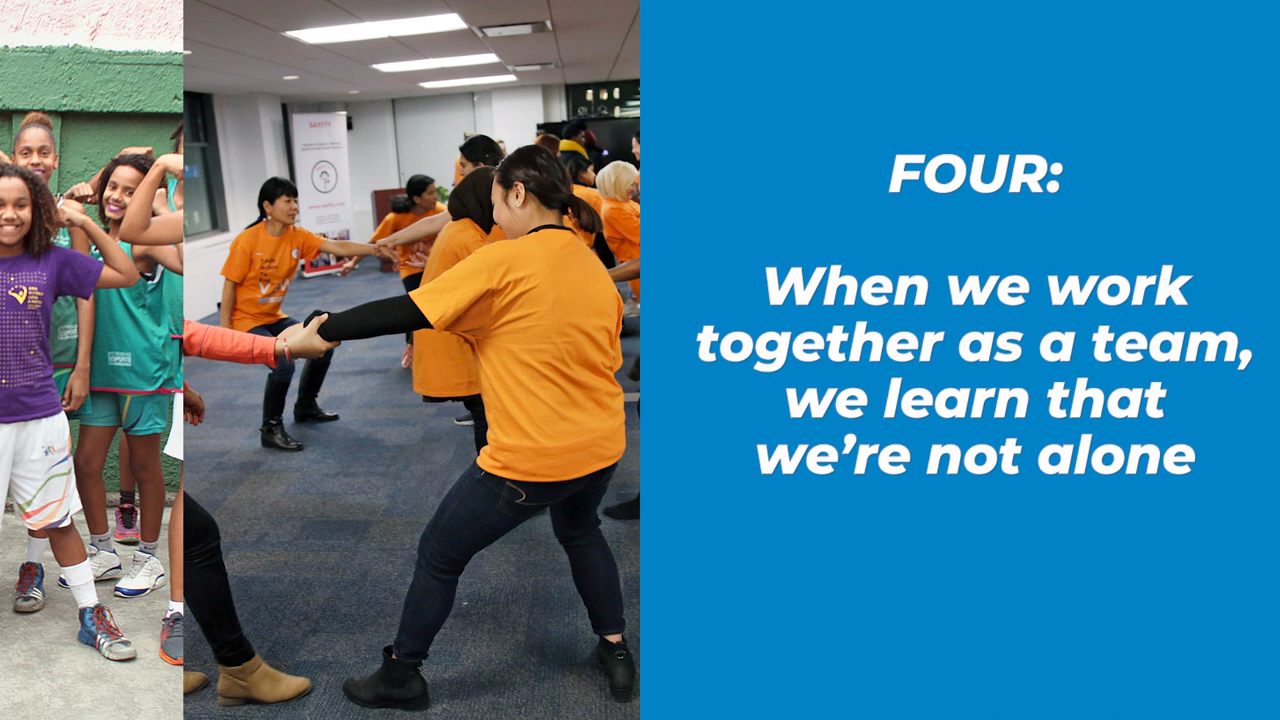 FOUR:
When we work
together as a team,
we learn that
we're not alone